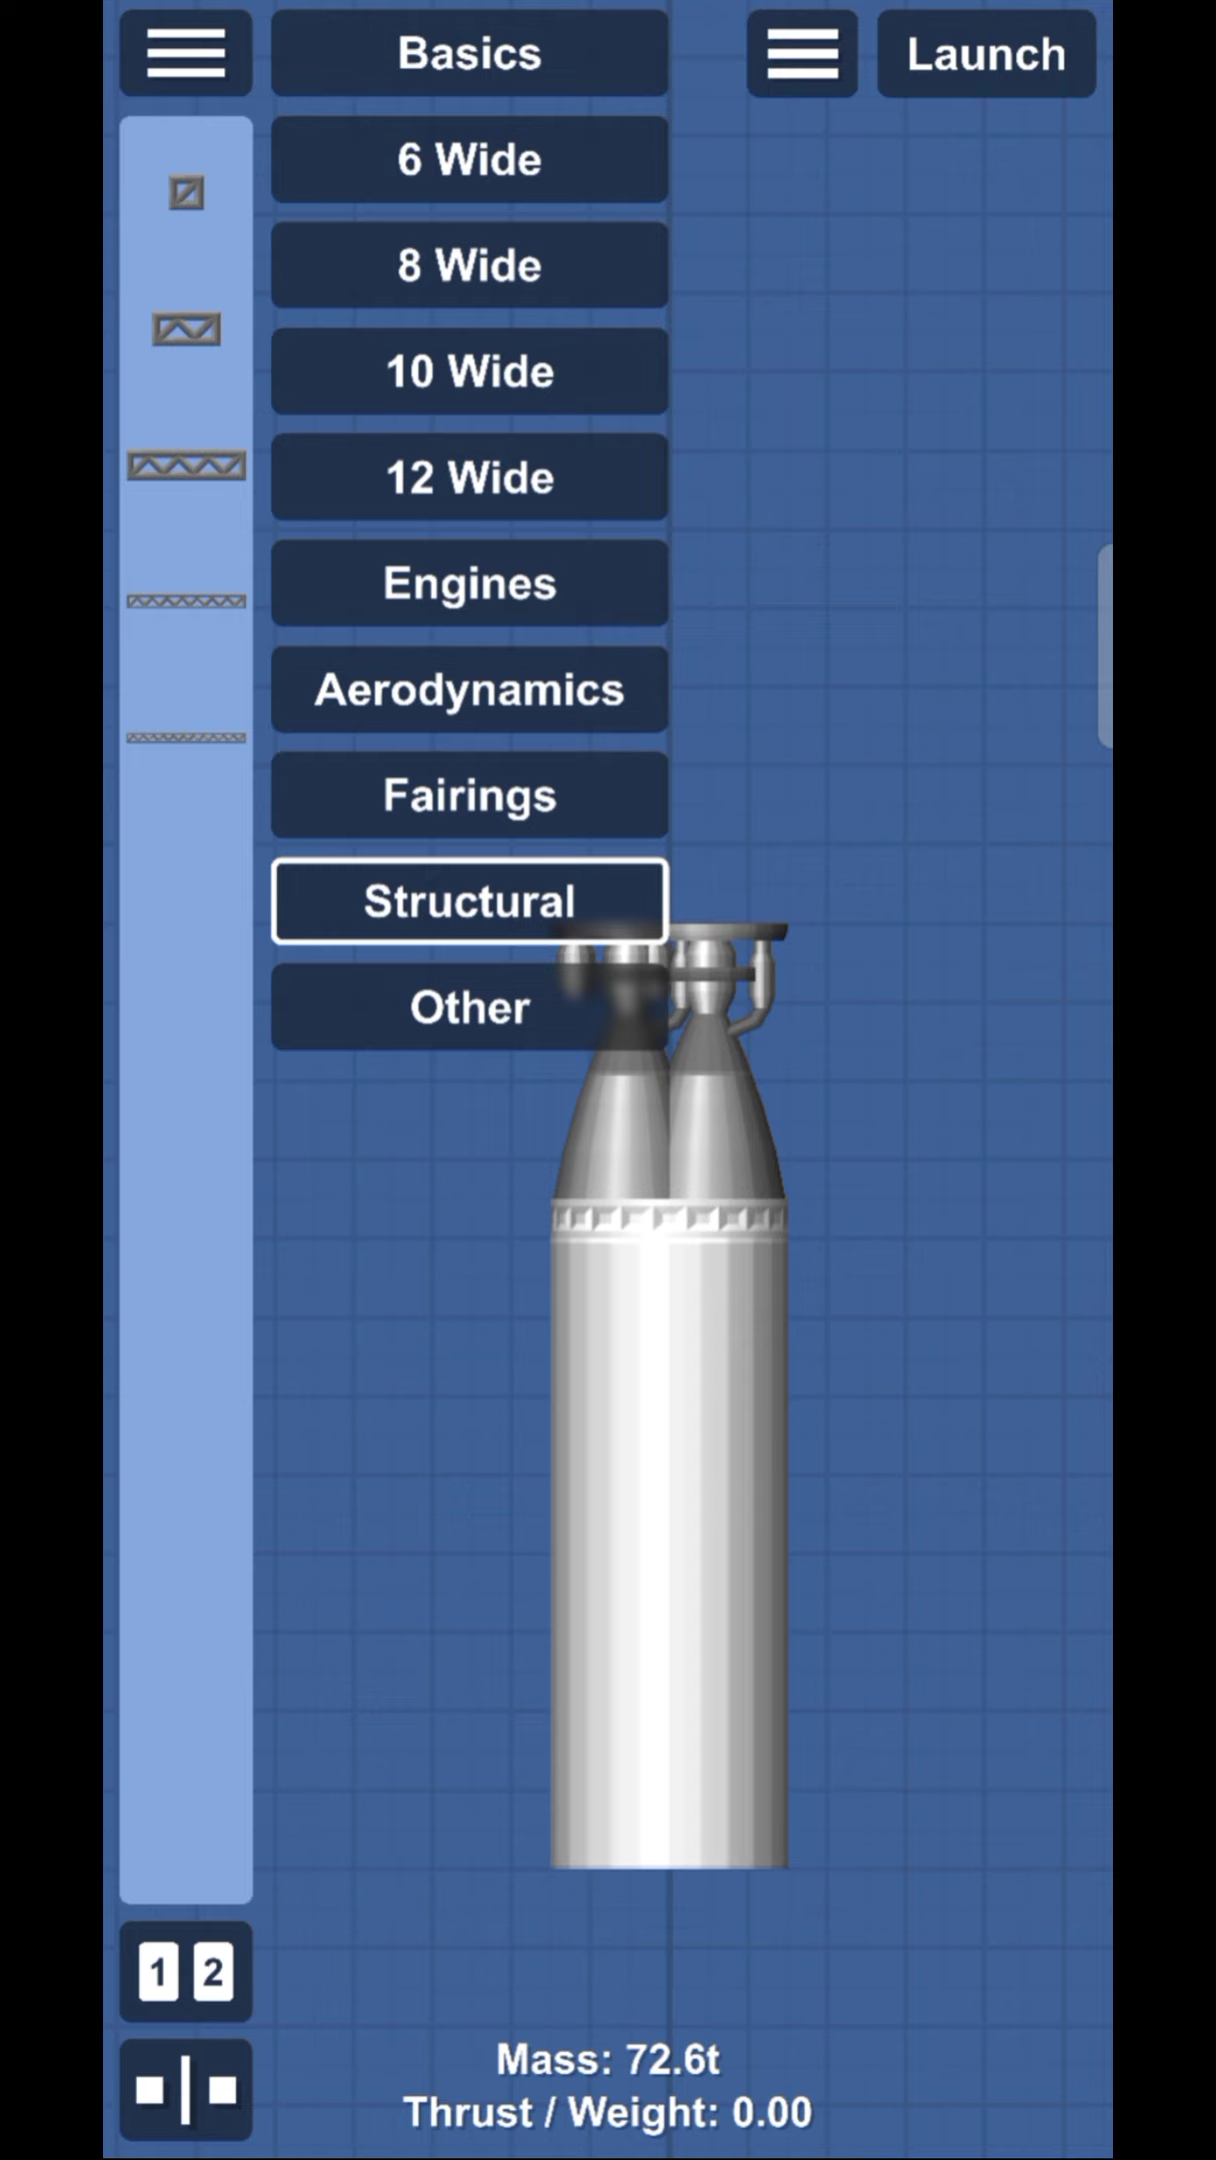 Basics
Launch
6 Wide
8 Wide
10 Wide
12 Wide
Engines
Aerodynamics
Fairings
Structural
Other
1 2
Mass: 72.6t
Thrust / Weight: 0.00